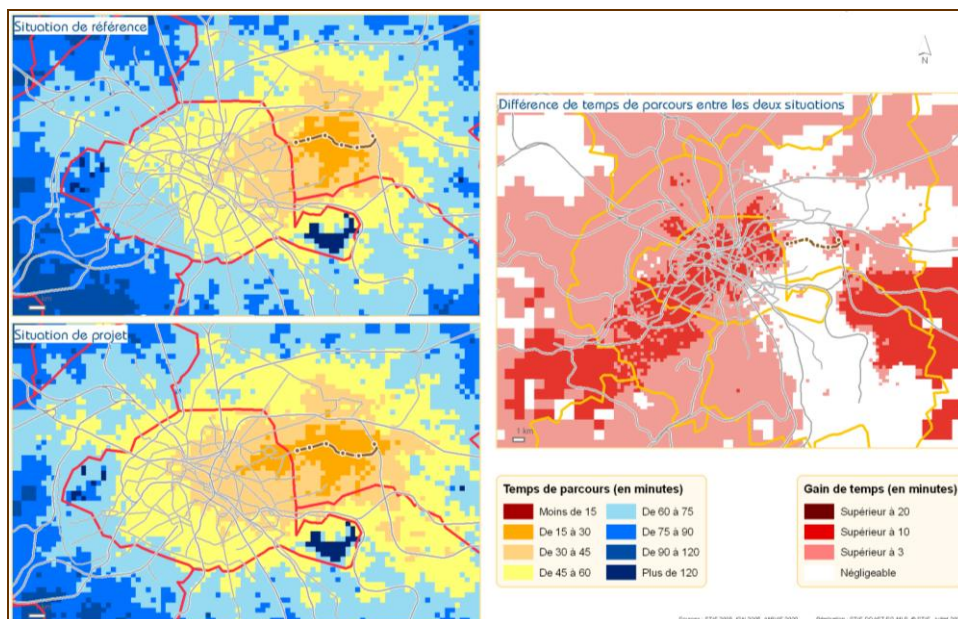 Situation de référence
Situation de projet
N
Différence de temps de parcours entre les deux situations
1 km
Temps de parcours (en minutes)
Moins de 15
De 15 à 30
De 30 à 45
De 45 à 60
De 60 à 75
De 75 à 90
De 90 à 120
Plus de 120
Gain de temps (en minutes)
Supérieur à 20
Supérieur à 10
Supérieur à 3
Négligeable